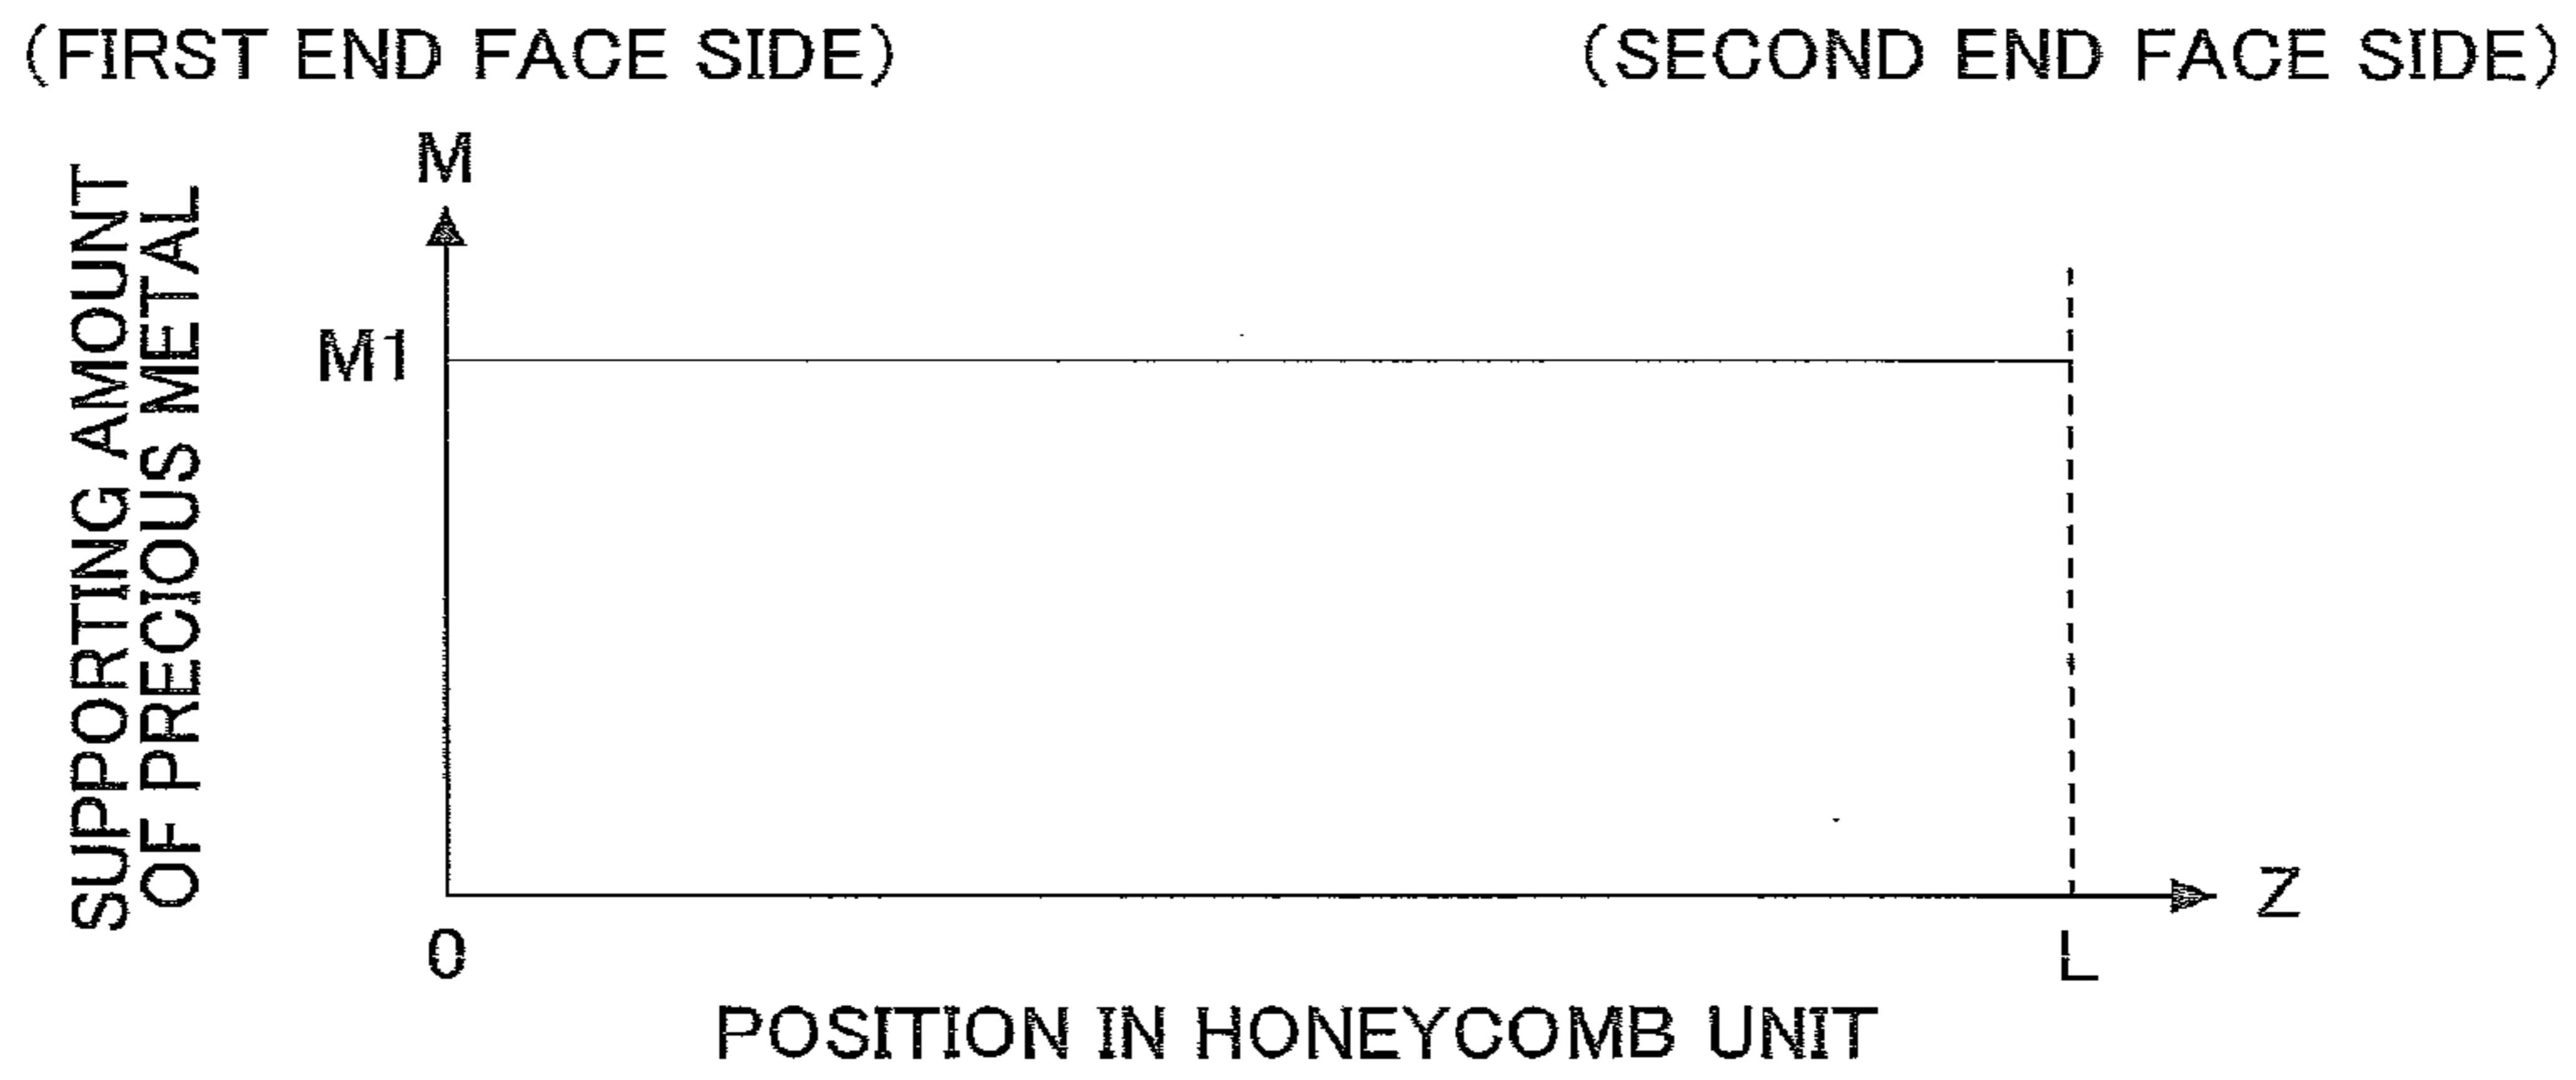 (FIRST END FACE SIDE)
(SECOND END FACE SIDE)
M
SUPPORTING AMOUNT
OF PRECIOUS METAL
M1
Z
0
L
POSITION IN HONEYCOMB UNIT